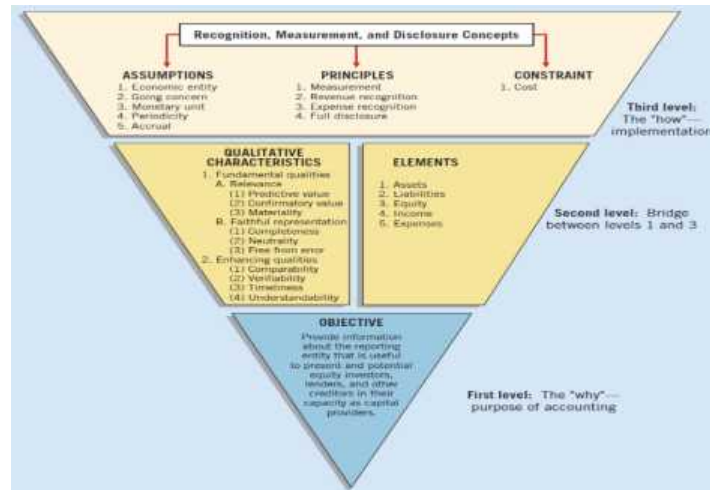 Recognition, Measurement, and Disclosure Concepts
ASSUMPTIONS
1. Economic entity
2. Going concern
3. Monetary unit
4. Periodicity
5. Accrual
PRINCIPLES
1. Measurement
2. Revenue recognition
3. Expense recognition
4. Full disclosure
CONSTRAINT
1. Cost
Third level:
The "how"—
implementation
QUALITATIVE
CHARACTERISTICS
1. Fundamental qualities
A. Relevance
(1) Predictive value
(2) Confirmatory value
(3) Materiality
B. Faithful representation
(1) Completeness
(2) Neutrality
(3) Free from error
2. Enhancing qualities
(1) Comparability
(2) Verifiability
(3) Timeliness
(4) Understandability
ELEMENTS
1. Assets
2. Liabilities
3. Equity
4. Income
5. Expenses
Second level: Bridge
between levels 1 and 3
OBJECTIVE
Provide information
about the reporting
entity that is useful
to present and potential
equity investors,
lenders, and other
creditors in their
capacity as capital
providers.
First level: The "why"—
purpose of accounting